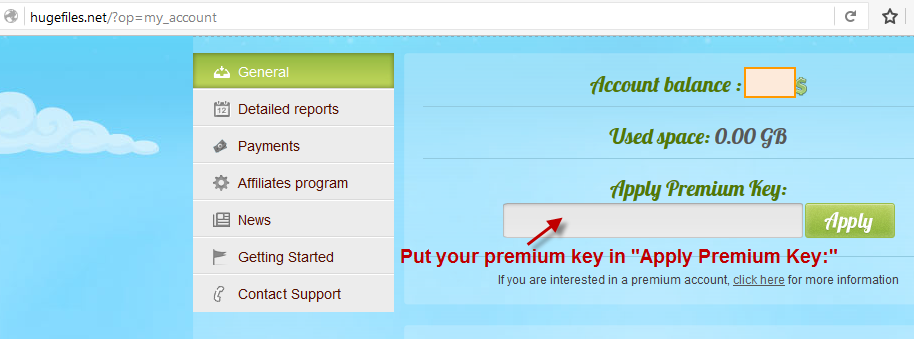 hugefiles.net/?op=my_account
General
Account balance : $
12
Detailed reports
Used space: 0.00 GB
Payments
Affiliates program
Apply Premium Key:
News
Apply
Getting Started
Put your premium key in "Apply Premium Key:"
If you are interested in a premium account, click here for more information
Contact Support